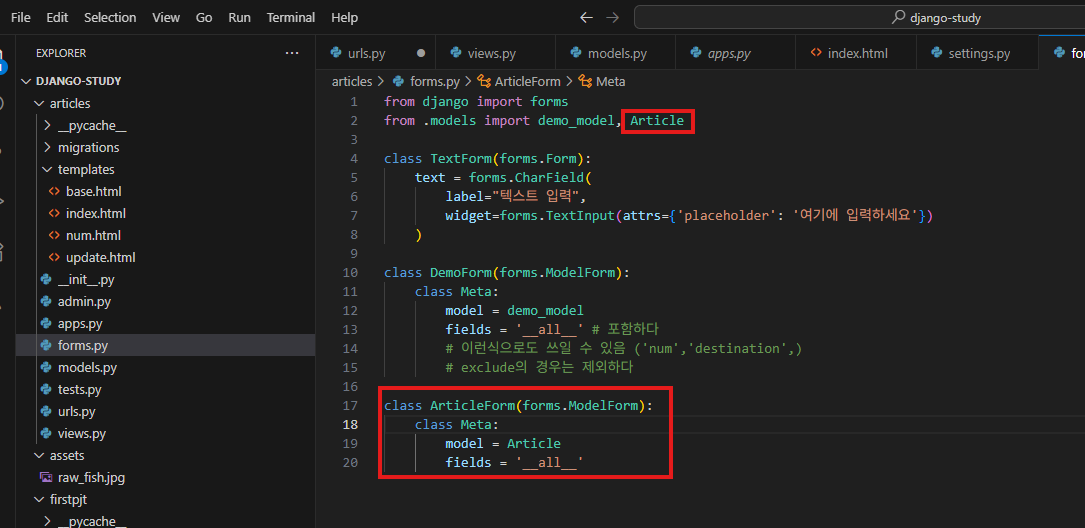 File Edit Selection View Go Run Terminal Help
django-study
EXPLORER
urls.py
views.py
models.py
apps.py
index.html
settings.py
DJANGO-STUDY
articles
__pycache__
migrations
templates
base.html
index.html
num.html
update.html
__init__.py
admin.py
apps.py
forms.py
models.py
tests.py
urls.py
views.py
assets
raw_fish.jpg
firstpjt
__pycache__
articles > forms.py > ArticleForm > Meta
1 from django import forms
2 from .models import demo_model, Article
3
4 class TextForm(forms.Form):
5 text = forms.CharField(
6 label="텍스트 입력",
7 widget=forms.TextInput(attrs={'placeholder': '여기에 입력하세요'})
8 )
9
10 class DemoForm(forms.ModelForm):
11 class Meta:
12 model = demo_model
13 fields = '__all__' # 포함하다
14 # 이런식으로도 쓰일 수 있음 ('num','destination',)
15 # exclude의 경우는 제외하다
16
17 class ArticleForm(forms.ModelForm):
18 class Meta:
19 model = Article
20 fields = '__all__'